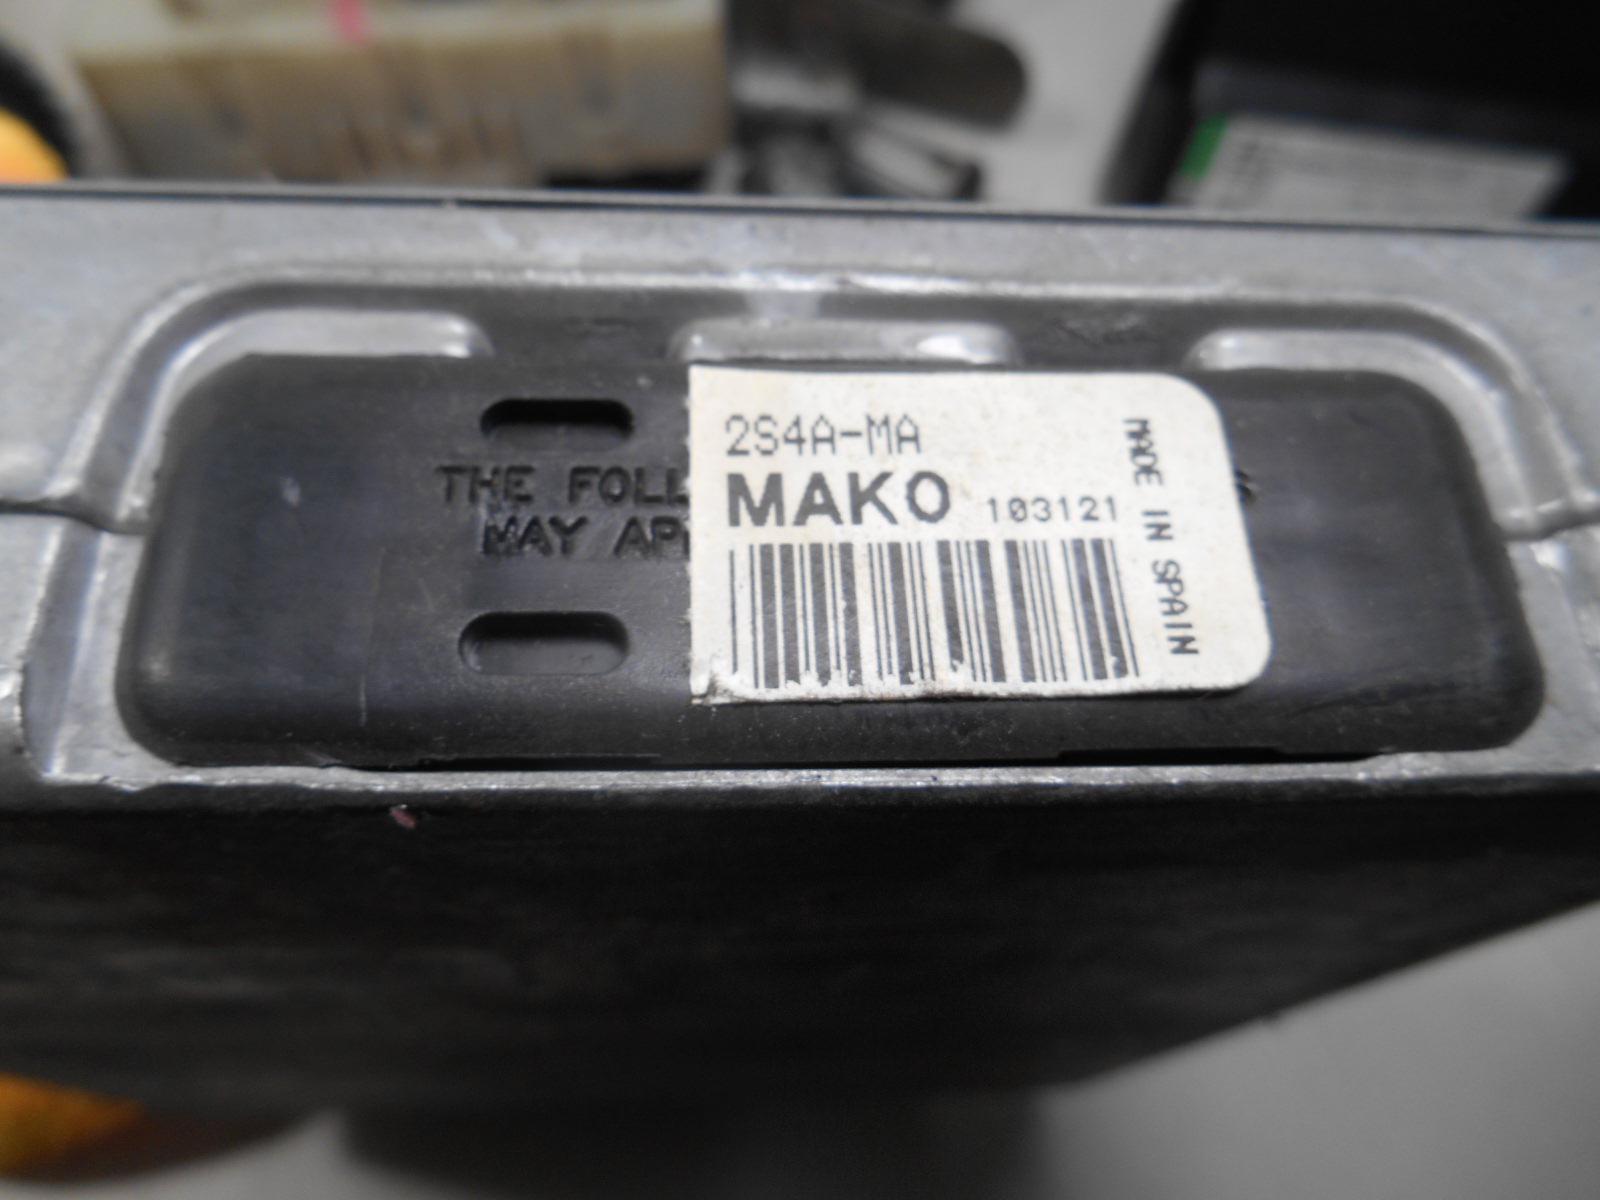 THE FOLL
MAY AP
2S4A-MA
MAKO 103121
MADE IN SPAIN